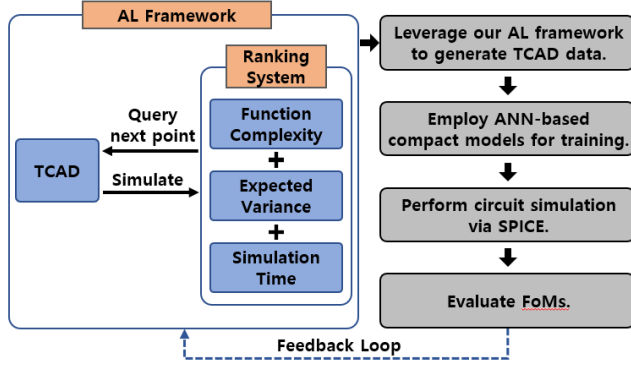 AL Framework
Ranking
System
Function
Complexity
+
Expected
Variance
+
Simulation
Time
Query
next point
TCAD
Simulate
Leverage our AL framework
to generate TCAD data.
Employ ANN-based
compact models for training.
Perform circuit simulation
via SPICE.
Evaluate FoMs.
Feedback Loop